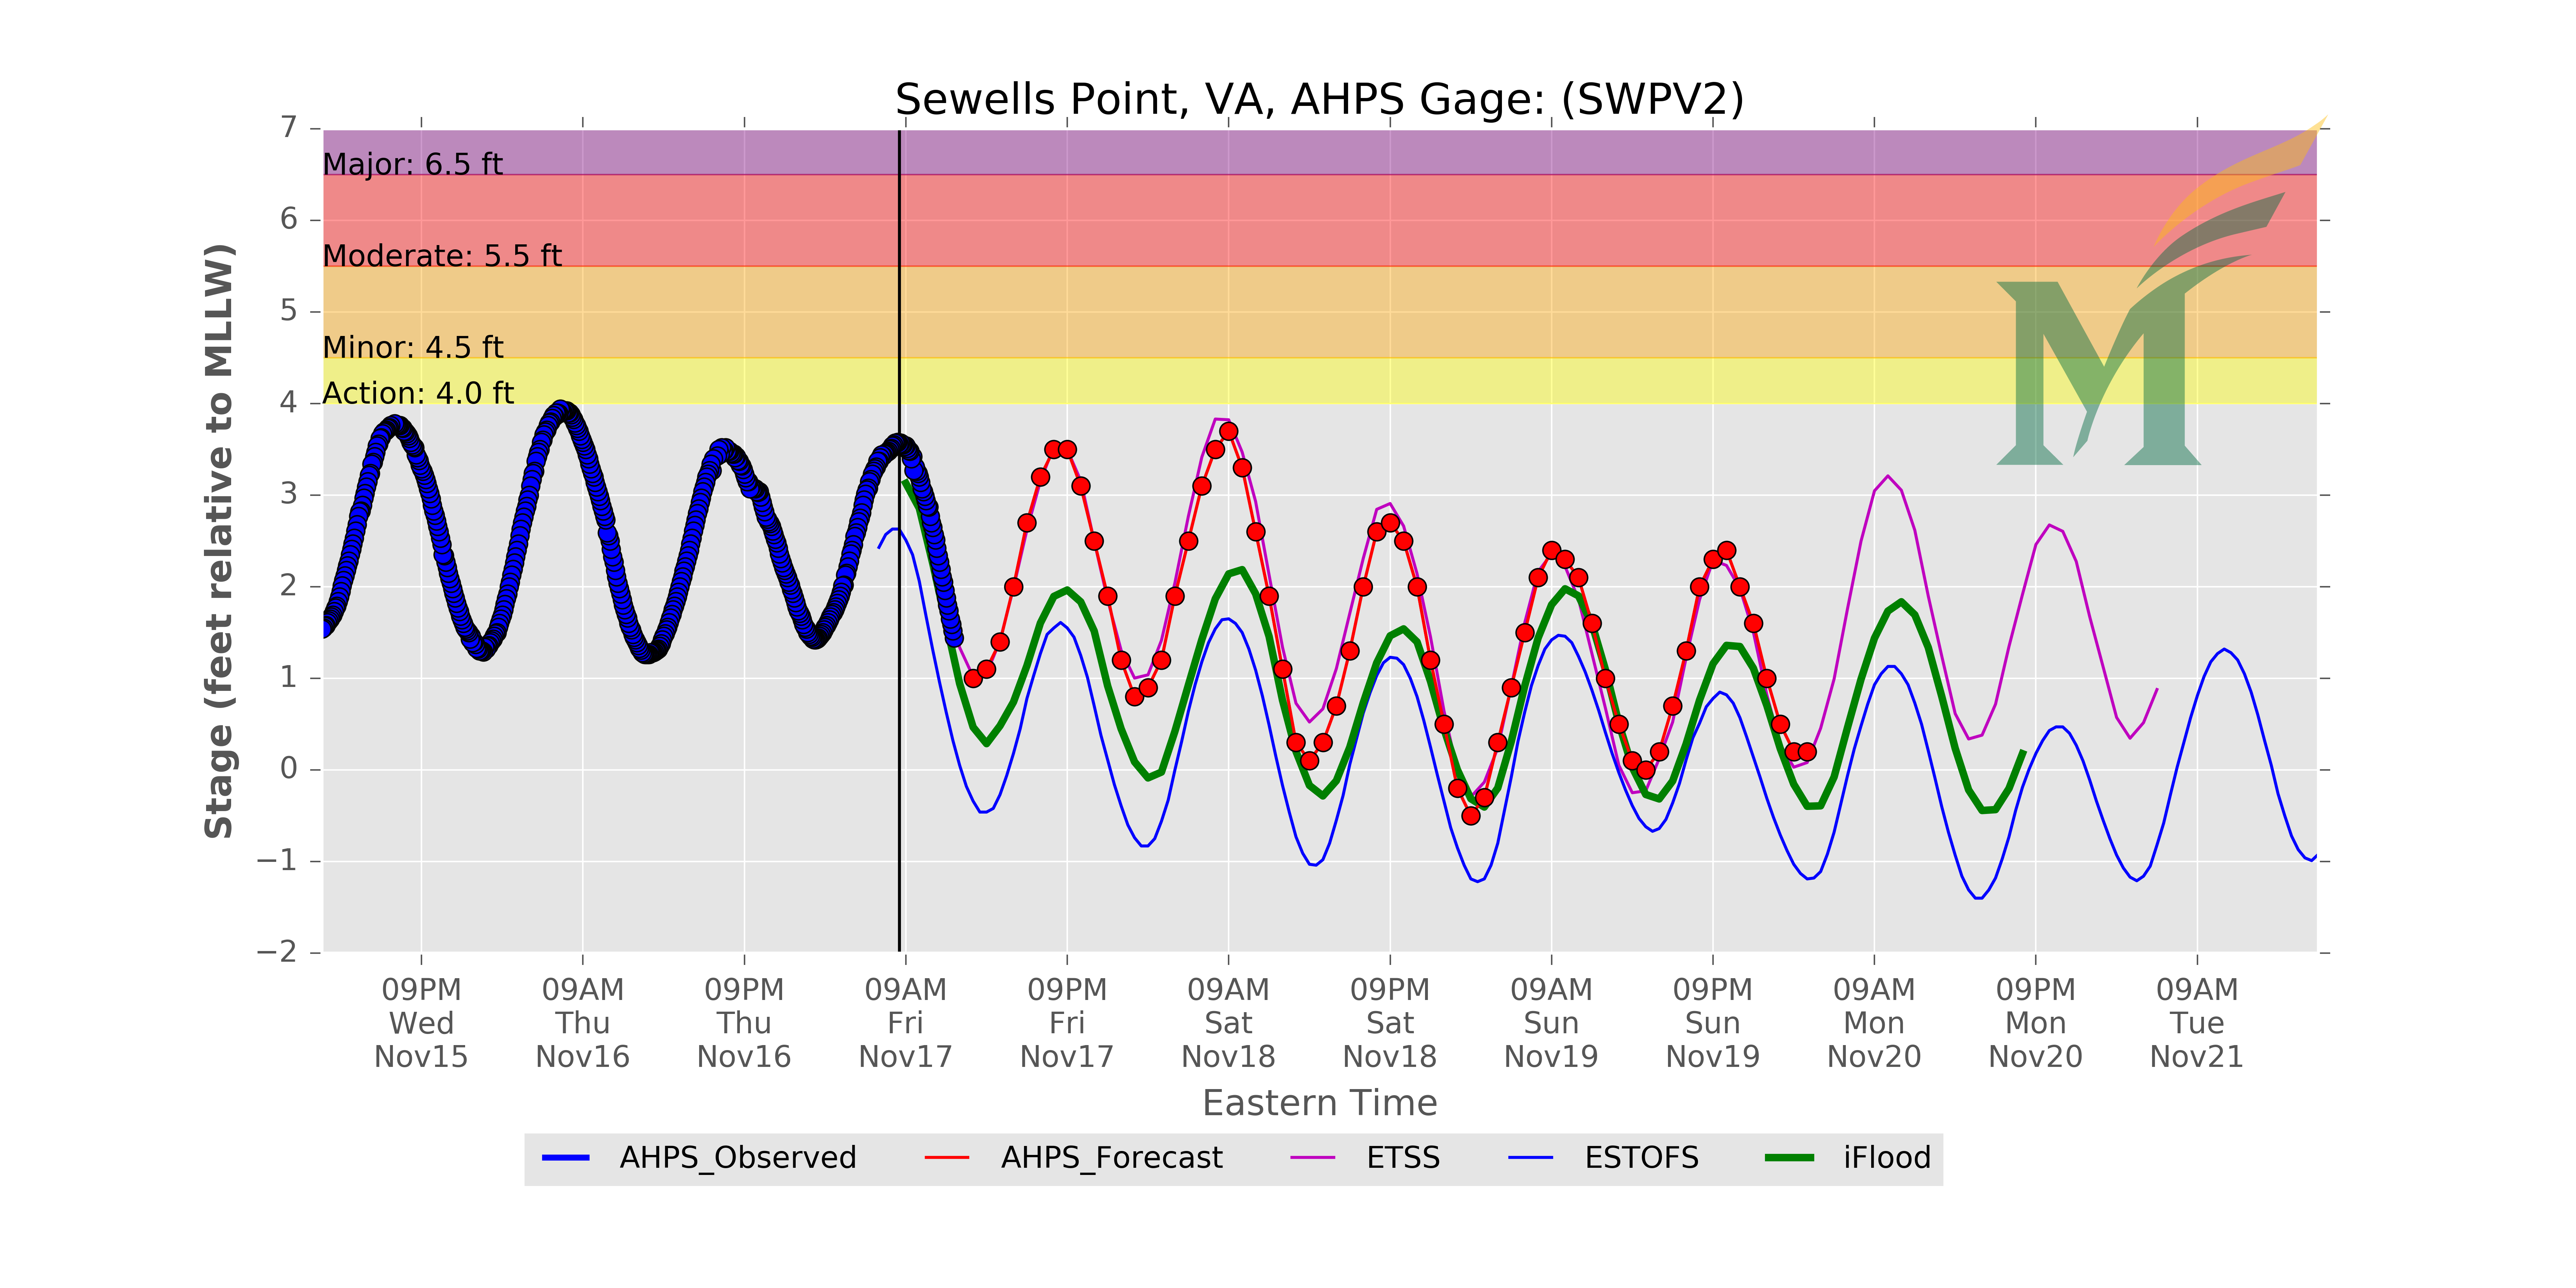 Sewells Point, VA, AHPS Gage: (SWPV2)
Stage (feet relative to MLLW)
7
6
5
4
3
2
1
0
−1
−2
Major: 6.5 ft
Moderate: 5.5 ft
Minor: 4.5 ft
Action: 4.0 ft
M
09PM 09AM 09PM 09AM 09PM 09AM 09PM 09AM 09PM 09AM 09PM 09AM
Wed Thu Thu Fri Fri Sat Sat Sun Sun Mon Mon Tue
Nov15 Nov16 Nov16 Nov17 Nov17 Nov18 Nov18 Nov19 Nov19 Nov20 Nov20 Nov21
Eastern Time
AHPS_Observed AHPS_Forecast ETSS ESTOFS iFlood